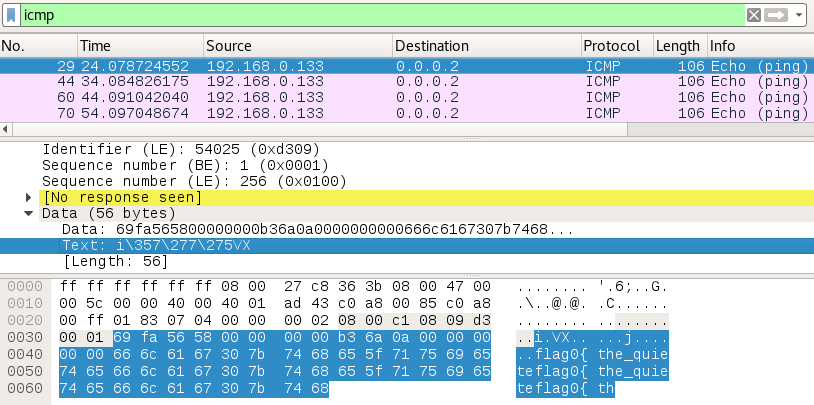 icmp
No. Time Source Destination Protocol Length Info
29 24.078724552 192.168.0.133 0.0.0.2 ICMP 106 Echo (ping)
44 34.084826175 192.168.0.133 0.0.0.2 ICMP 106 Echo (ping)
60 44.091042040 192.168.0.133 0.0.0.2 ICMP 106 Echo (ping)
70 54.097048674 192.168.0.133 0.0.0.2 ICMP 106 Echo (ping)
Identifier (LE): 54025 (0xd309)
Sequence number (BE): 1 (0x0001)
Sequence number (LE): 256 (0x0100)
[No response seen]
Data (56 bytes)
Data: 69fa565800000000b36a0a0000000000666c6167307b7468...
Text: i\357\277\275VX
[Length: 56]
0000 ff ff ff ff ff ff 08 00 27 c8 36 3b 08 00 47 00 ........ '.6;..G.
0010 00 5c 00 00 40 00 40 01 ad 43 c0 a8 00 85 c0 a8 .\..@.@. .C......
0020 00 ff 01 83 07 04 00 00 00 02 08 00 c1 08 09 d3 ........ ........
0030 00 01 69 fa 56 58 00 00 00 00 b3 6a 0a 00 00 00 ..i.VX.. ...j....
0040 00 00 66 6c 61 67 30 7b 74 68 65 5f 71 75 69 65 ..flag0{ the_quie
0050 74 65 66 6c 61 67 30 7b 74 68 65 5f 71 75 69 65 teflag0{ the_quie
0060 74 65 66 6c 61 67 30 7b 74 68 teflag0{ th